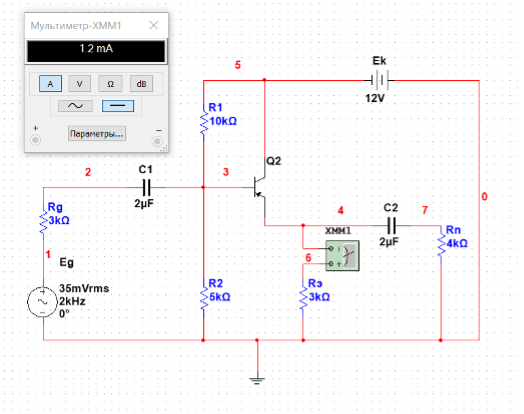 Мультиметр-XMM1
1.2 mA
A
V
Ω
dB
+
Параметры...
−
5
Ek
12V
R1
10kΩ
Q2
2
C1
2µF
3
0
Rg
3kΩ
4
C2
2µF
7
XMM1
Rn
4kΩ
1
Eg
6
35mVrms
2kHz
0°
R2
5kΩ
Rэ
3kΩ